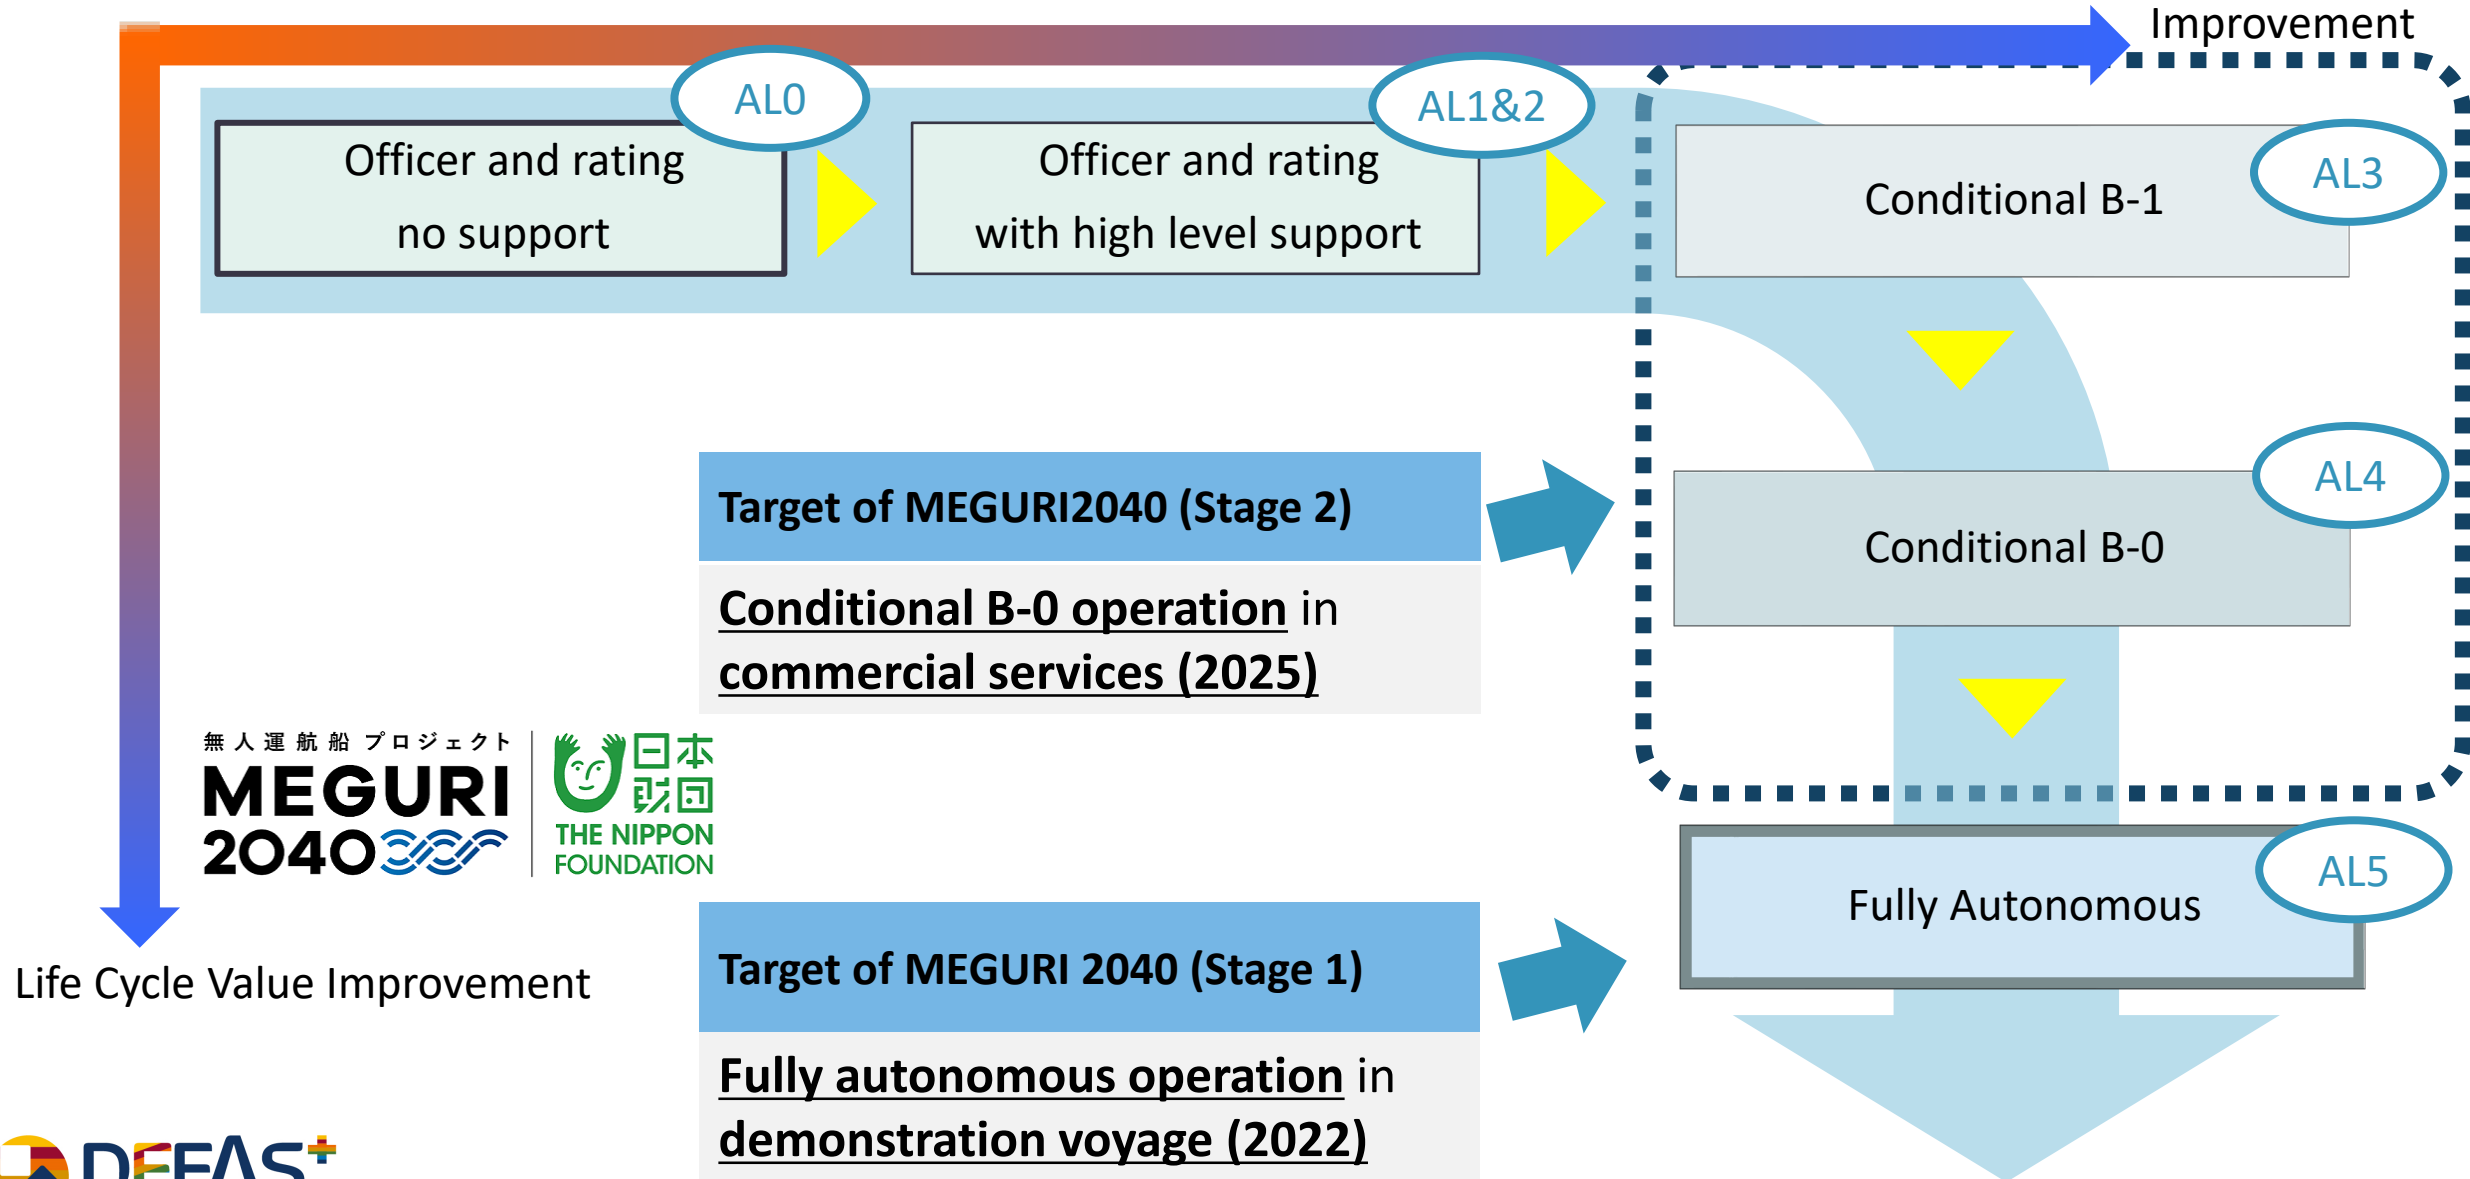 Improvement
AL0
AL1&2
Officer and rating
no support
Officer and rating
with high level support
Conditional B-1
AL3
Target of MEGURI2040 (Stage 2)
Conditional B-0 operation in
commercial services (2025)
Conditional B-0
AL4
無人運航船プロジェクト
MEGURI
2040
日本
財団
THE NIPPON
FOUNDATION
Life Cycle Value Improvement
Target of MEGURI 2040 (Stage 1)
Fully autonomous operation in
demonstration voyage (2022)
Fully Autonomous
AL5
DFFAS+